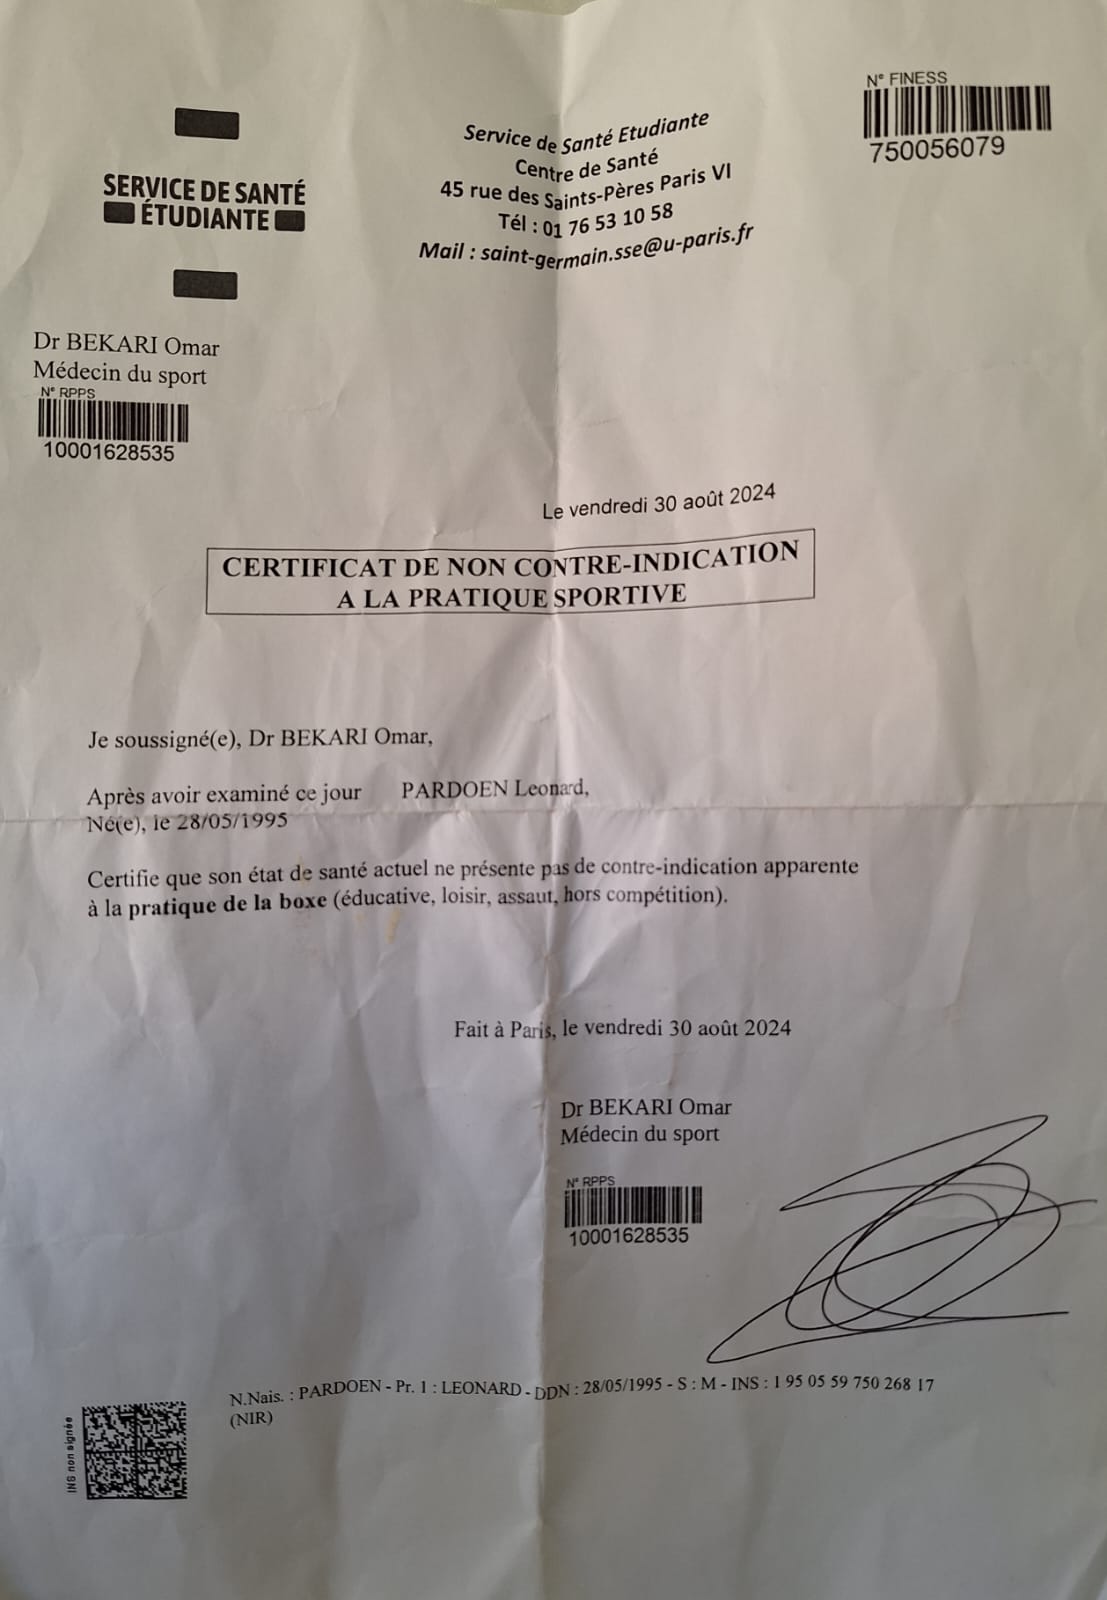 N° FINESS
750056079
SERVICE DE SANTÉ
ÉTUDIANTE
Service de Santé Etudiante
Centre de Santé
45 rue des Saints-Pères Paris VI
Tél : 01 76 53 10 58
Mail : saint-germain.sse@u-paris.fr
Dr BEKARI Omar
Médecin du sport
N° RPPS
10001628535
Le vendredi 30 août 2024
CERTIFICAT DE NON CONTRE-INDICATION
A LA PRATIQUE SPORTIVE
Je soussigné(e), Dr BEKARI Omar,
Après avoir examiné ce jour PARDOEN Leonard,
Né(e), le 28/05/1995
Certifie que son état de santé actuel ne présente pas de contre-indication apparente
à la pratique de la boxe (éducative, loisir, assaut, hors compétition).
Fait à Paris, le vendredi 30 août 2024
Dr BEKARI Omar
Médecin du sport
N° RPPS
10001628535
N.Nais. : PARDOEN - Pr. 1 : LEONARD - DDN : 28/05/1995 - S : M - INS : 1 95 05 59 750 268 17
(NIR)
INS non signée